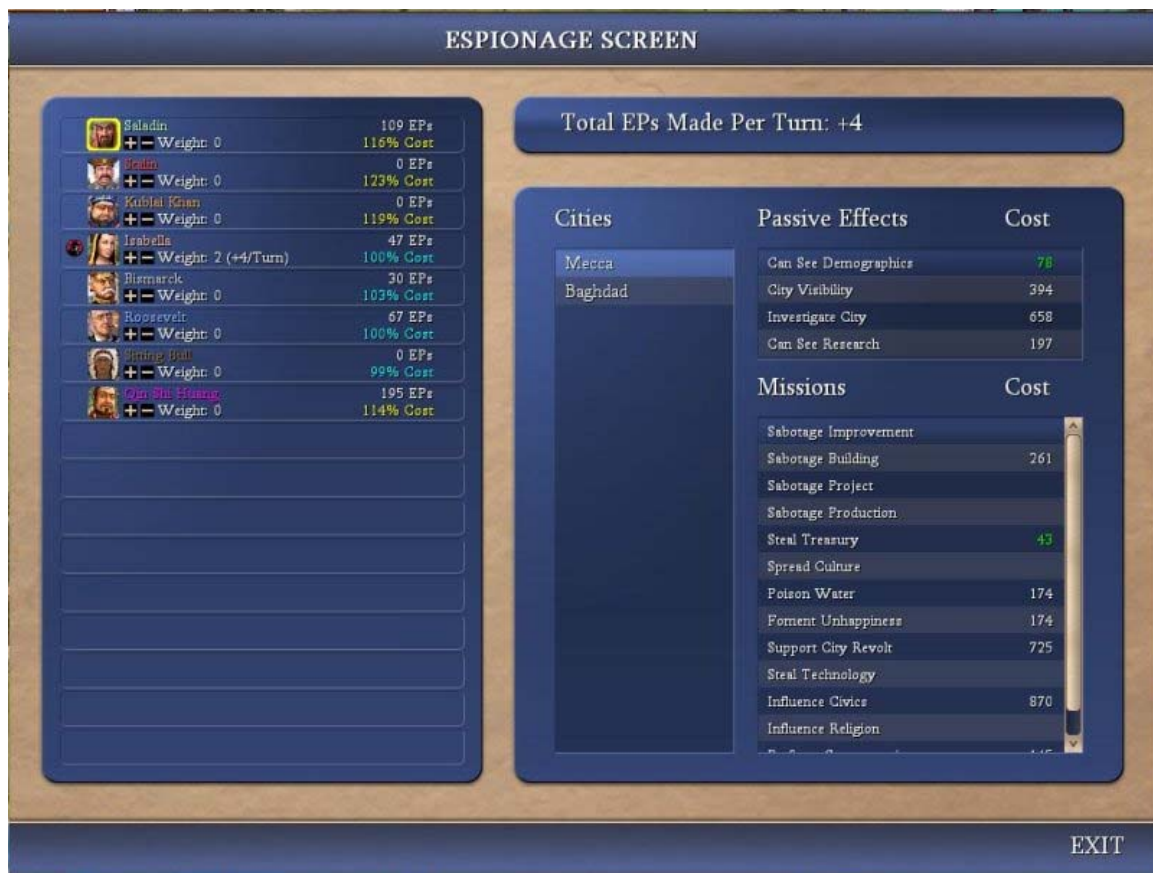 ESPIONAGE SCREEN
Saladin 109 EPs
Weight: 0 116% Cost
Stalin 0 EPs
Weight: 0 123% Cost
Kublai Khan 0 EPs
Weight: 0 119% Cost
Isabella 47 EPs
Weight: 2 (+4/Turn) 100% Cost
Bismarck 30 EPs
Weight: 0 103% Cost
Roosevelt 67 EPs
Weight: 0 100% Cost
Sitting Bull 0 EPs
Weight: 0 99% Cost
Qin Shi Huang 195 EPs
Weight: 0 114% Cost
Total EPs Made Per Turn: +4
Cities
Mecca
Baghdad
Passive Effects Cost
Can See Demographics 78
City Visibility 394
Investigate City 658
Can See Research 197
Missions Cost
Sabotage Improvement
Sabotage Building 261
Sabotage Project
Sabotage Production
Steal Treasury 43
Spread Culture
Poison Water 174
Foment Unhappiness 174
Support City Revolt 725
Steal Technology
Influence Civics 870
Influence Religion
EXIT